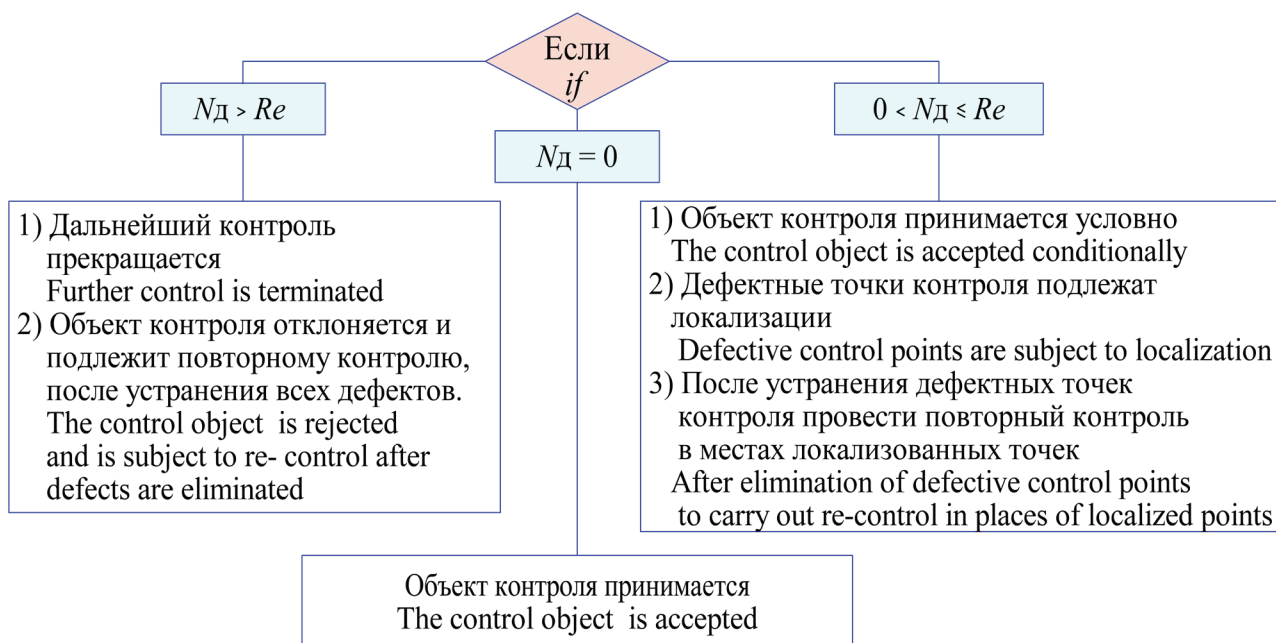 Если
if
Nд > Re
Nд = 0
0 < Nд ≤ Re
1) Дальнейший контроль
прекращается
Further control is terminated
2) Объект контроля отклоняется и
подлежит повторному контролю,
после устранения всех дефектов.
The control object is rejected
and is subject to re- control after
defects are eliminated
1) Объект контроля принимается условно
The control object is accepted conditionally
2) Дефектные точки контроля подлежат
локализации
Defective control points are subject to localization
3) После устранения дефектных точек
контроля провести повторный контроль
в местах локализованных точек
After elimination of defective control points
to carry out re-control in places of localized points
Объект контроля принимается
The control object is accepted